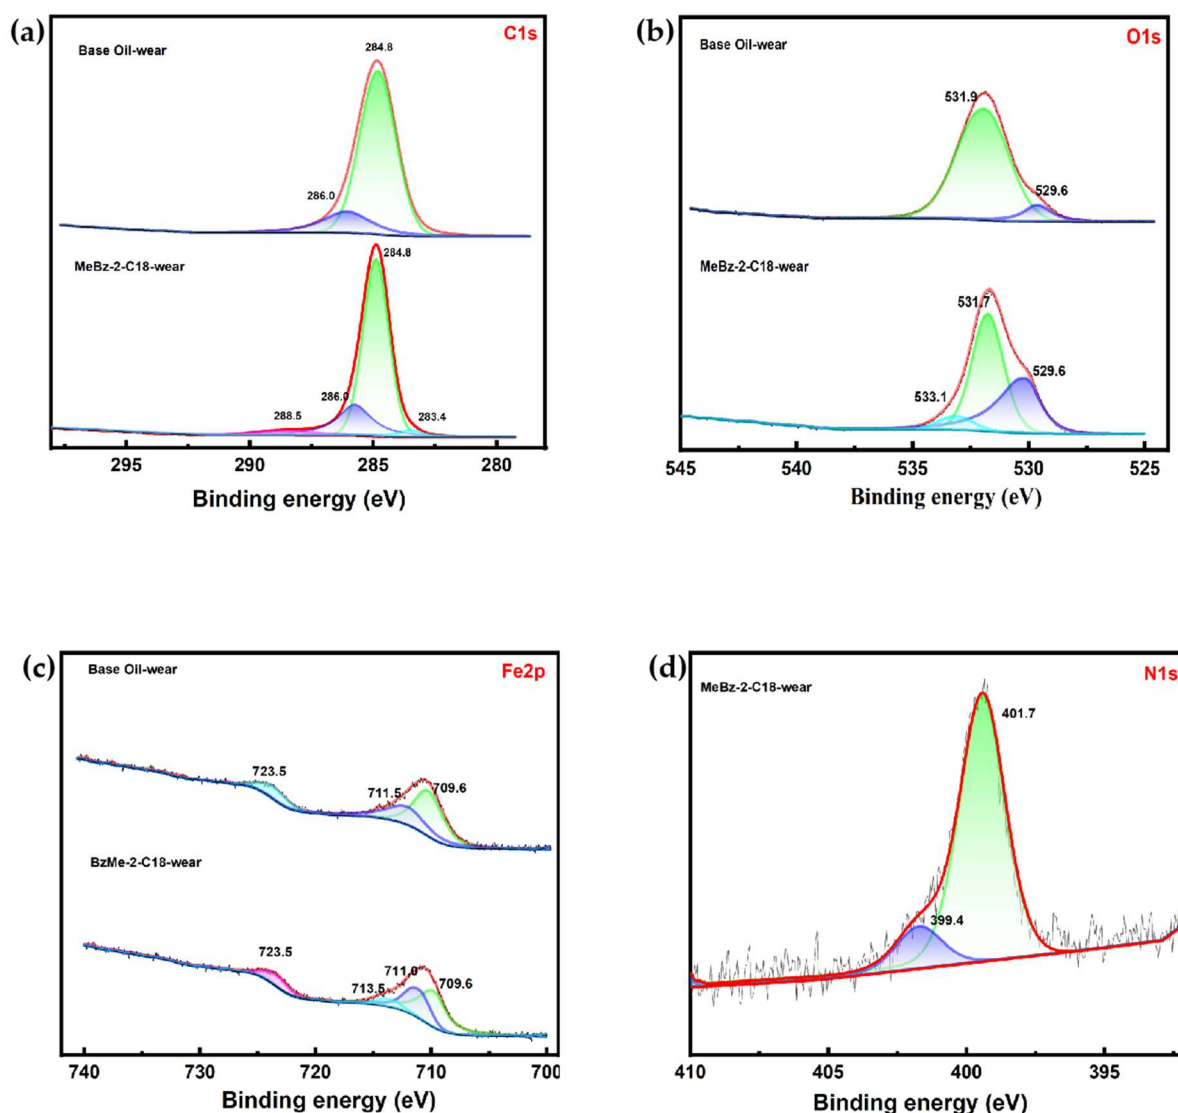 (a)
C1s
Base Oil-wear
284.8
286.0
MeBz-2-C18-wear
284.8
286.0
288.5
283.4
295 290 285 280
Binding energy (eV)
(b)
O1s
Base Oil-wear
531.9
529.6
MeBz-2-C18-wear
531.7
529.6
533.1
545 540 535 530 525
Binding energy (eV)
(c)
Fe2p
Base Oil-wear
723.5
711.5
709.6
BzMe-2-C18-wear
723.5
711.0
713.5
709.6
740 730 720 710 700
Binding energy (eV)
(d)
N1s
MeBz-2-C18-wear
401.7
399.4
410 405 400 395
Binding energy (eV)